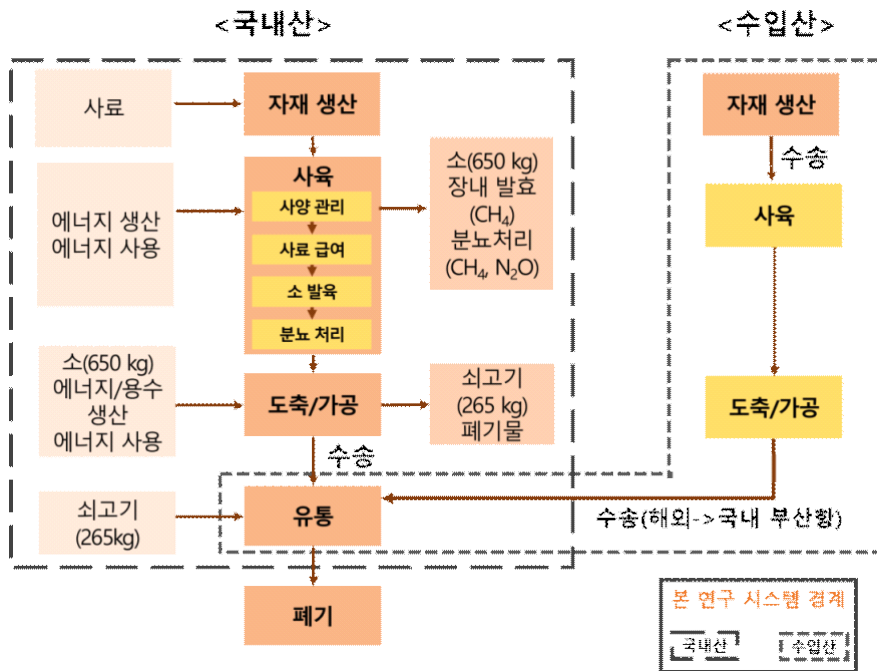 <국내산>
<수입산>
사료
자재 생산
자재 생산
수송
사육
사양 관리
사료 급여
소 발육
분뇨 처리
에너지 생산
에너지 사용
소(650 kg)
장내 발효
(CH₄)
분뇨처리
(CH₄, N₂O)
사육
소(650 kg)
에너지/용수
생산
에너지 사용
도축/가공
쇠고기
(265 kg)
폐기물
도축/가공
수송
쇠고기
(265kg)
유통
수송(해외->국내 부산항)
폐기
본 연구 시스템 경계
국내산
수입산